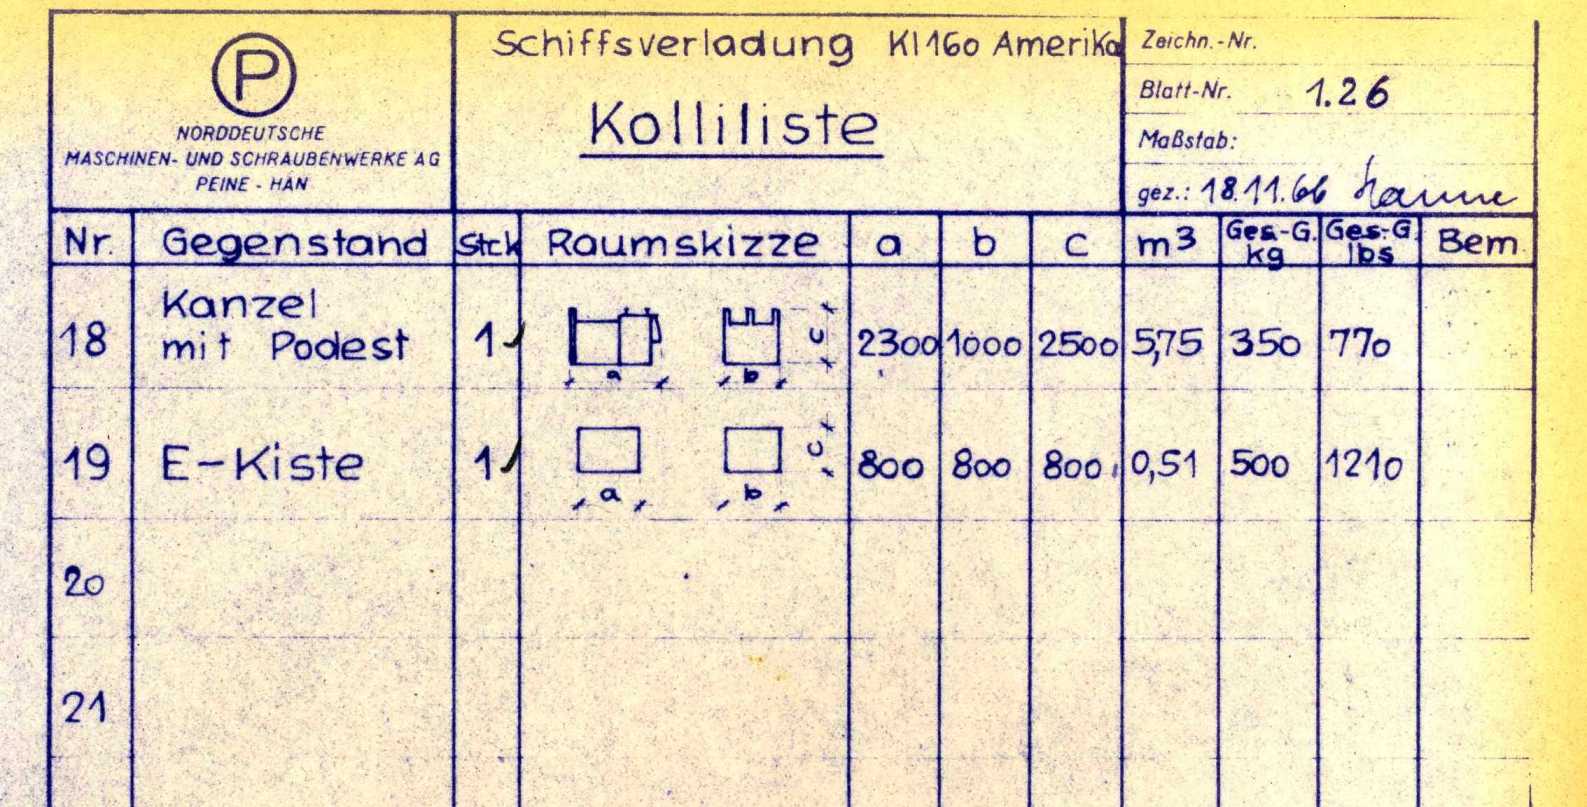 P
NORDDEUTSCHE
MASCHINEN- UND SCHRAUBENWERKE AG
PEINE - HAN
Schiffsverladung Kl160 Amerika
Kolliliste
Zeichn.-Nr.
Blatt-Nr. 1.26
Maßstab:
gez.: 18.11.66
Nr. Gegenstand Stck Raumskizze a b c m³ Ges.-G. kg Ges.-G. lbs Bem.
18 Kanzel
mit Podest 1 a b c 2300 1000 2500 5,75 350 770
19 E-Kiste 1 a b c 800 800 800 0,51 500 1210
20
21